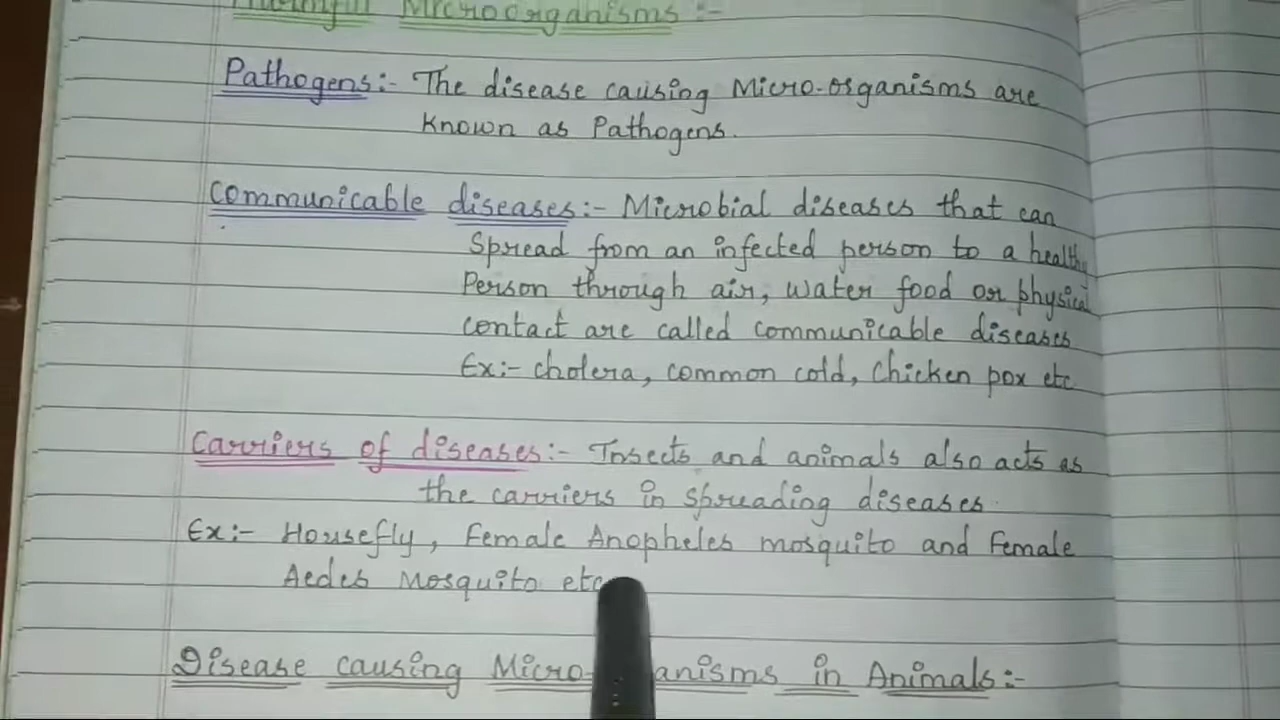 Harmful Microorganisms :-
Pathogens:- The disease causing Micro-organisms are
Known as Pathogens.
Communicable diseases:- Microbial diseases that can
Spread from an infected person to a healthy
Person through air, water food or physical
contact are called communicable diseases
Ex:- cholera, common cold, chicken pox etc
Carriers of diseases:- Insects and animals also acts as
the carriers in spreading diseases.
Ex:- Housefly, Female Anopheles mosquito and Female
Aedes Mosquito etc
Disease causing Micro- anisms in Animals:-